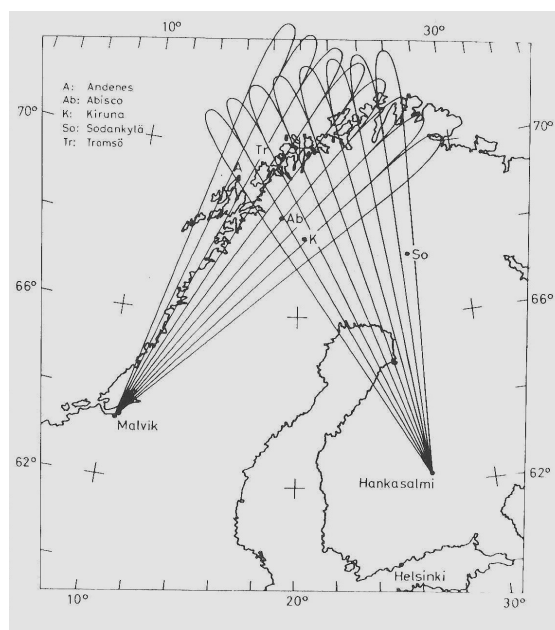 10° 30°
A: Andenes
Ab: Abisco
K: Kiruna
So: Sodankylä
Tr: Tromsö
70° 70°
Tr
A
Ab
K
So
66° 66°
Malvik
62° 62°
Hankasalmi
Helsinki
10° 20° 30°